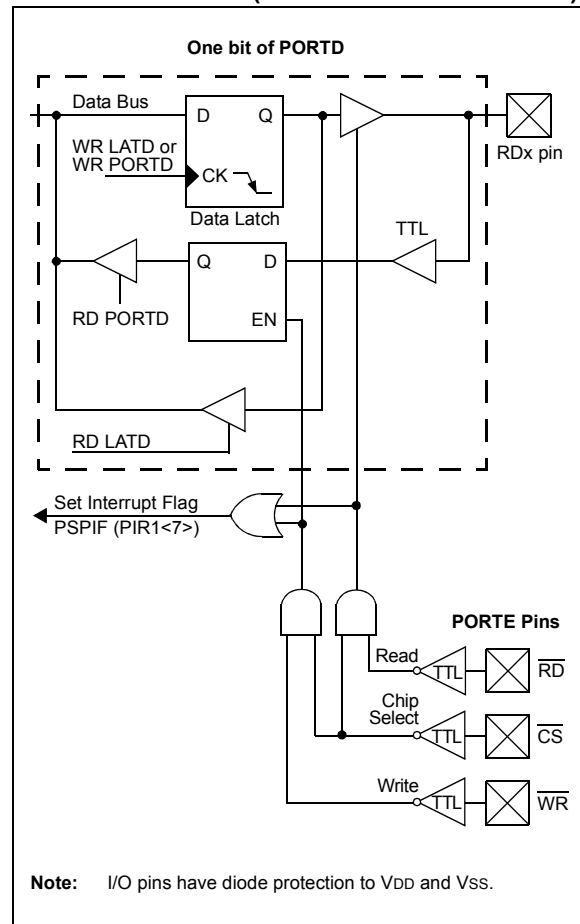 One bit of PORTD
Data Bus
D Q
WR LATD or
WR PORTD
CK
Data Latch
RDx pin
TTL
Q D
EN
RD PORTD
RD LATD
Set Interrupt Flag
PSPIF (PIR1<7>)
PORTE Pins
Read
TTL
RD
Chip
Select
TTL
CS
Write
TTL
WR
Note: I/O pins have diode protection to VDD and VSS.